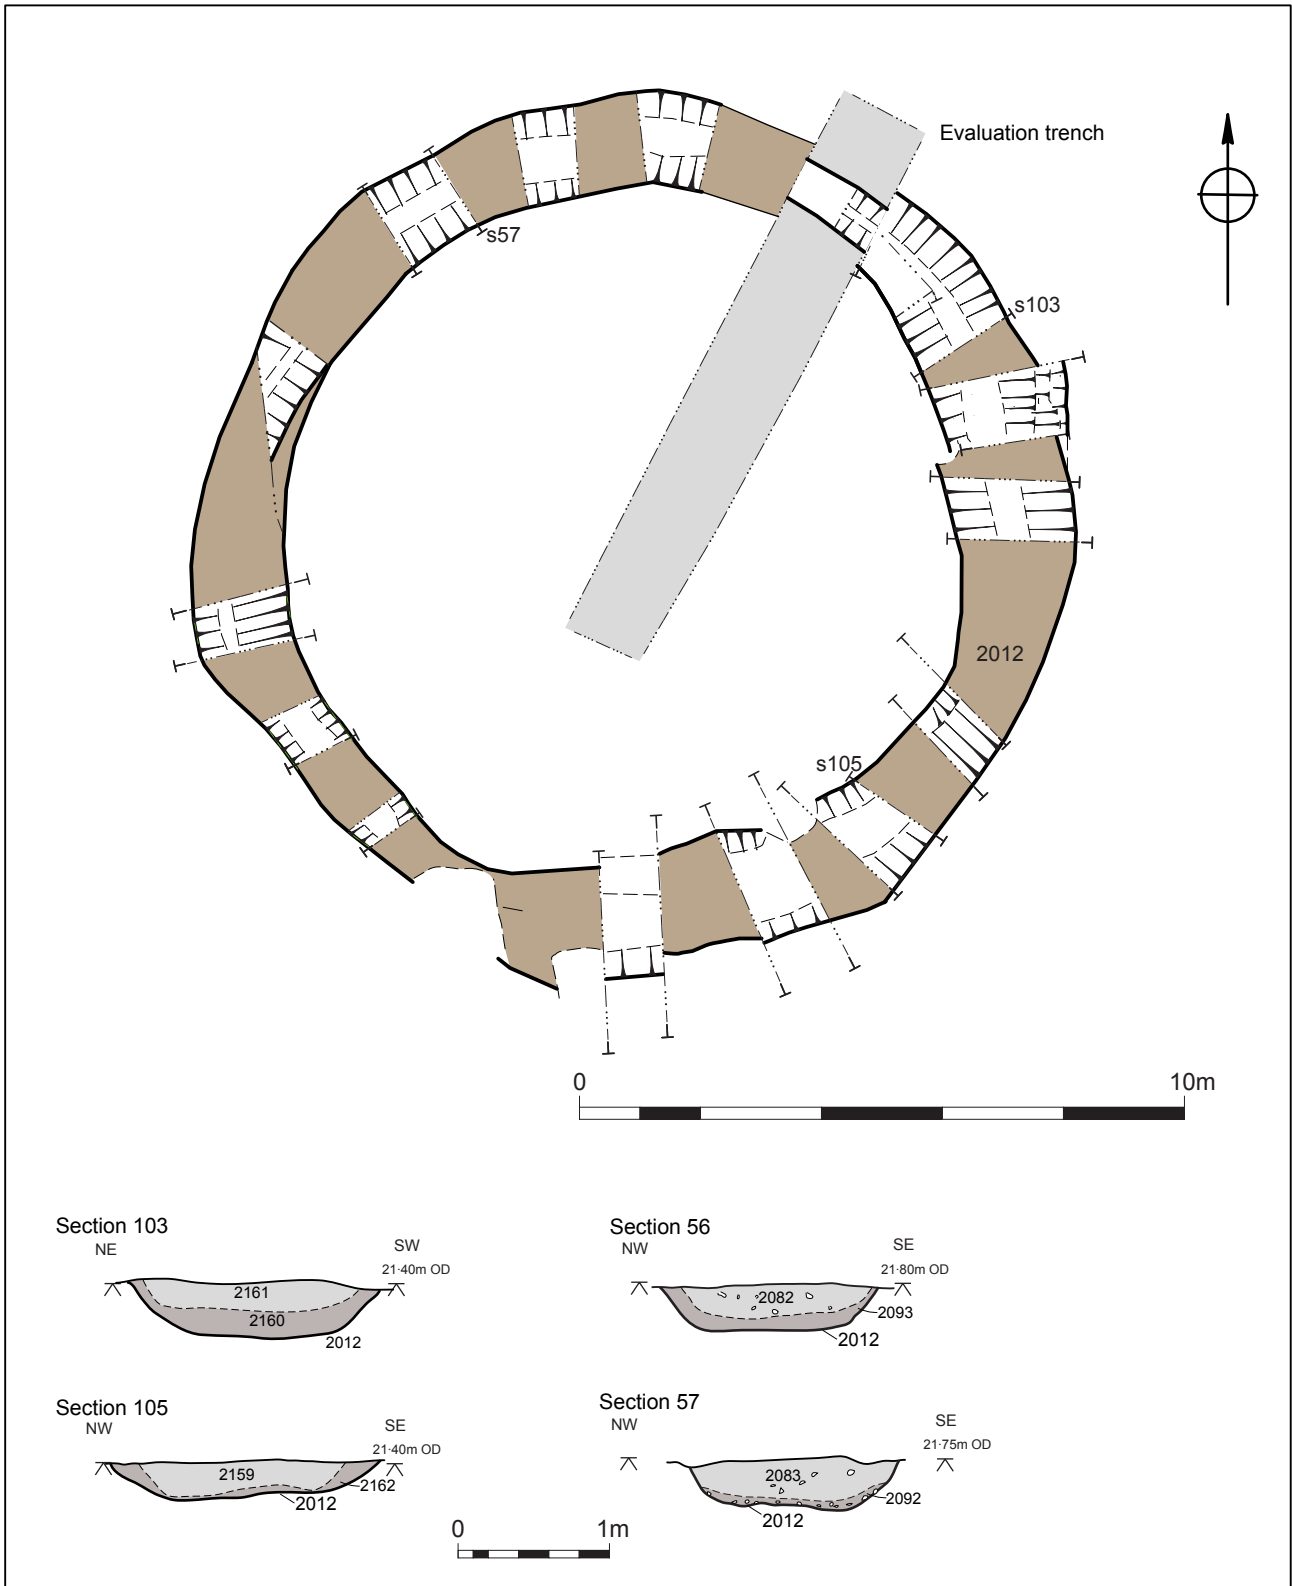 Evaluation trench
s57
s103
2012
s105
0 10m
Section 103
NE
SW
21·40m OD
2161
2160
2012
Section 56
NW
SE
21·80m OD
2082
2093
2012
Section 105
NW
SE
21·40m OD
2159
2162
2012
Section 57
NW
SE
21·75m OD
2083
2092
2012
0 1m